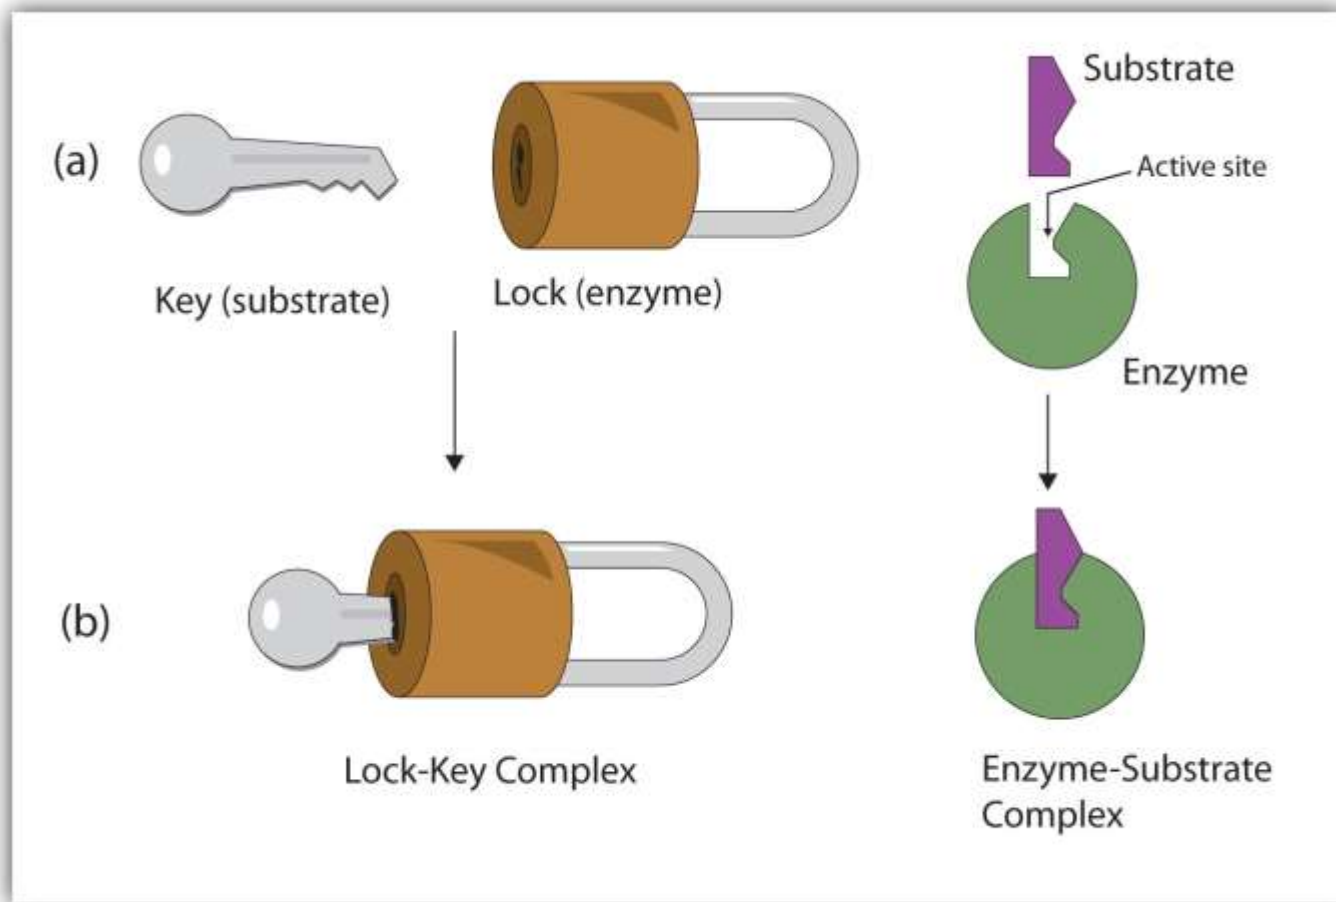 (a)
Key (substrate)
Lock (enzyme)
Substrate
Active site
Enzyme
(b)
Lock-Key Complex
Enzyme-Substrate
Complex